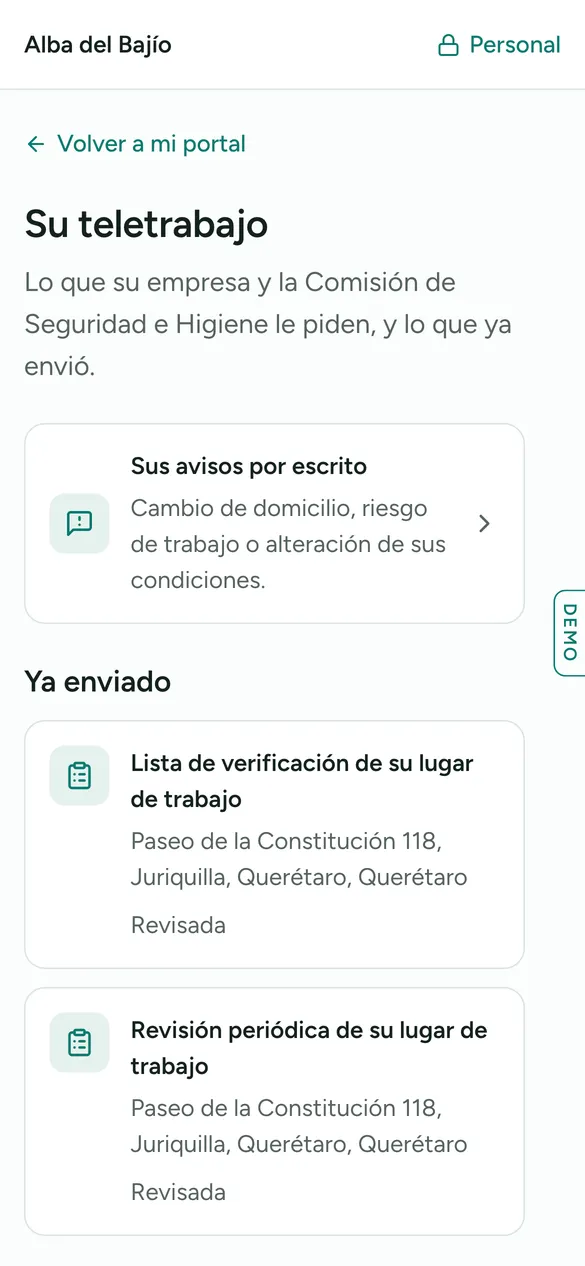 Alba del Bajío
Personal
Volver a mi portal
Su teletrabajo
Lo que su empresa y la Comisión de
Seguridad e Higiene le piden, y lo que ya
envió.
Sus avisos por escrito
Cambio de domicilio, riesgo
de trabajo o alteración de sus
condiciones.
DEMO
Ya enviado
Lista de verificación de su lugar
de trabajo
Paseo de la Constitución 118,
Juriquilla, Querétaro, Querétaro
Revisada
Revisión periódica de su lugar de
trabajo
Paseo de la Constitución 118,
Juriquilla, Querétaro, Querétaro
Revisada